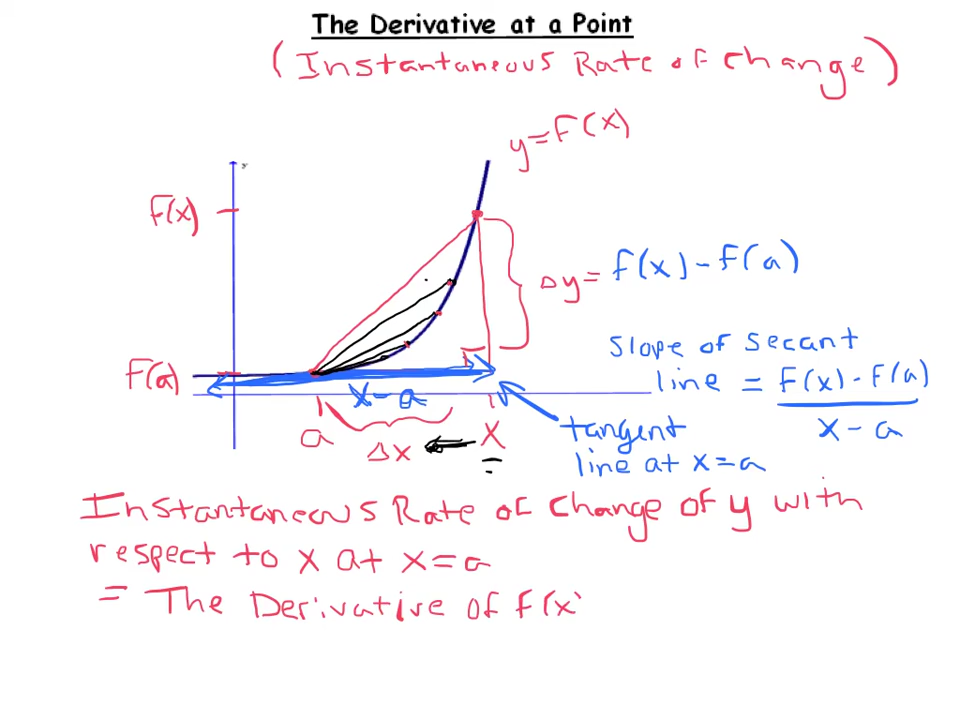 The Derivative at a Point
(Instantaneous Rate of Change)
y=F(x)
y
F(x)
Δy = f(x) - f(a)
Slope of Secant
line = F(x)-F(a)
x - a
F(a)
x-a
a
Δx
X
tangent
line at x=a
Instantaneous Rate of Change of y with
respect to x at x=a
= The Derivative of F(x)